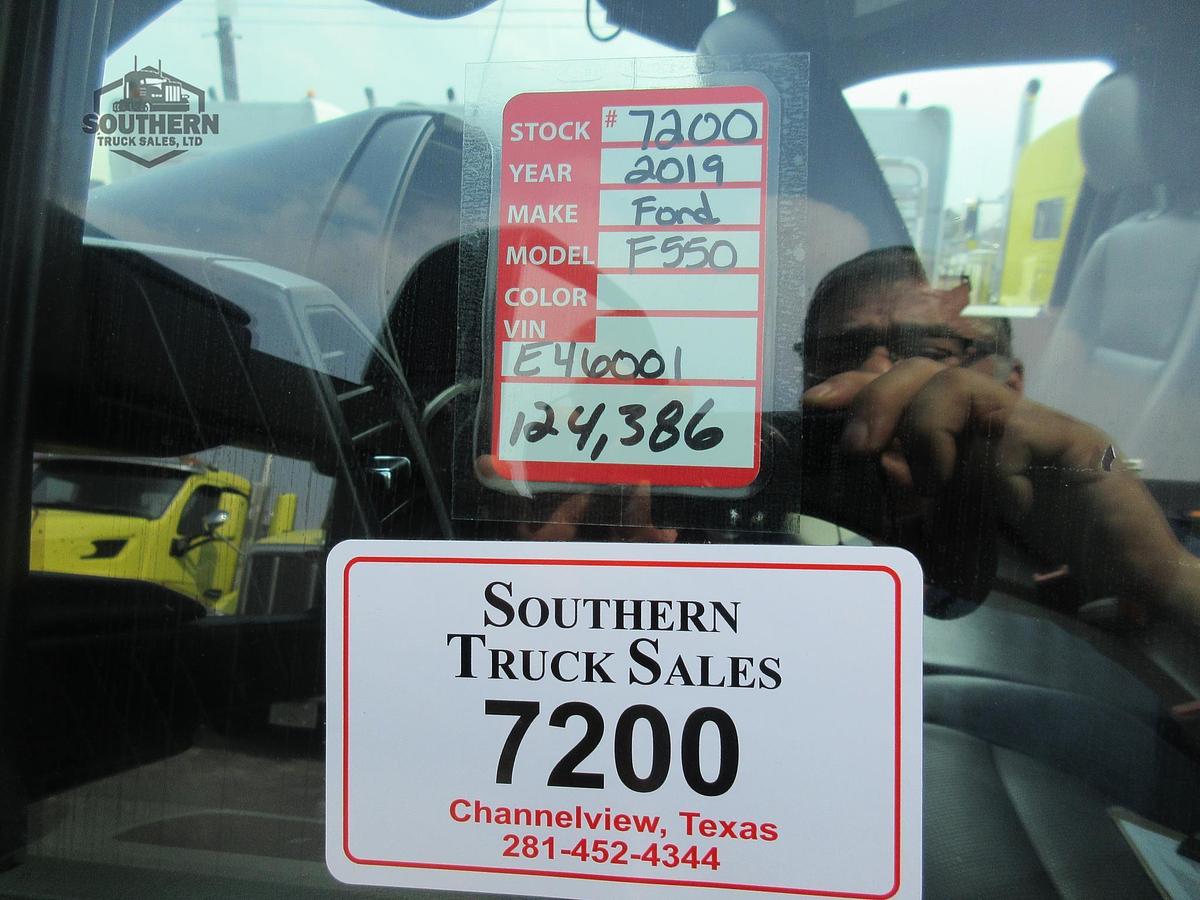 SOUTHERN
TRUCK SALES, LTD
STOCK # 7200
YEAR 2019
MAKE Ford
MODEL F550
COLOR
VIN
E46001
124,386
SOUTHERN
TRUCK SALES
7200
Channelview, Texas
281-452-4344